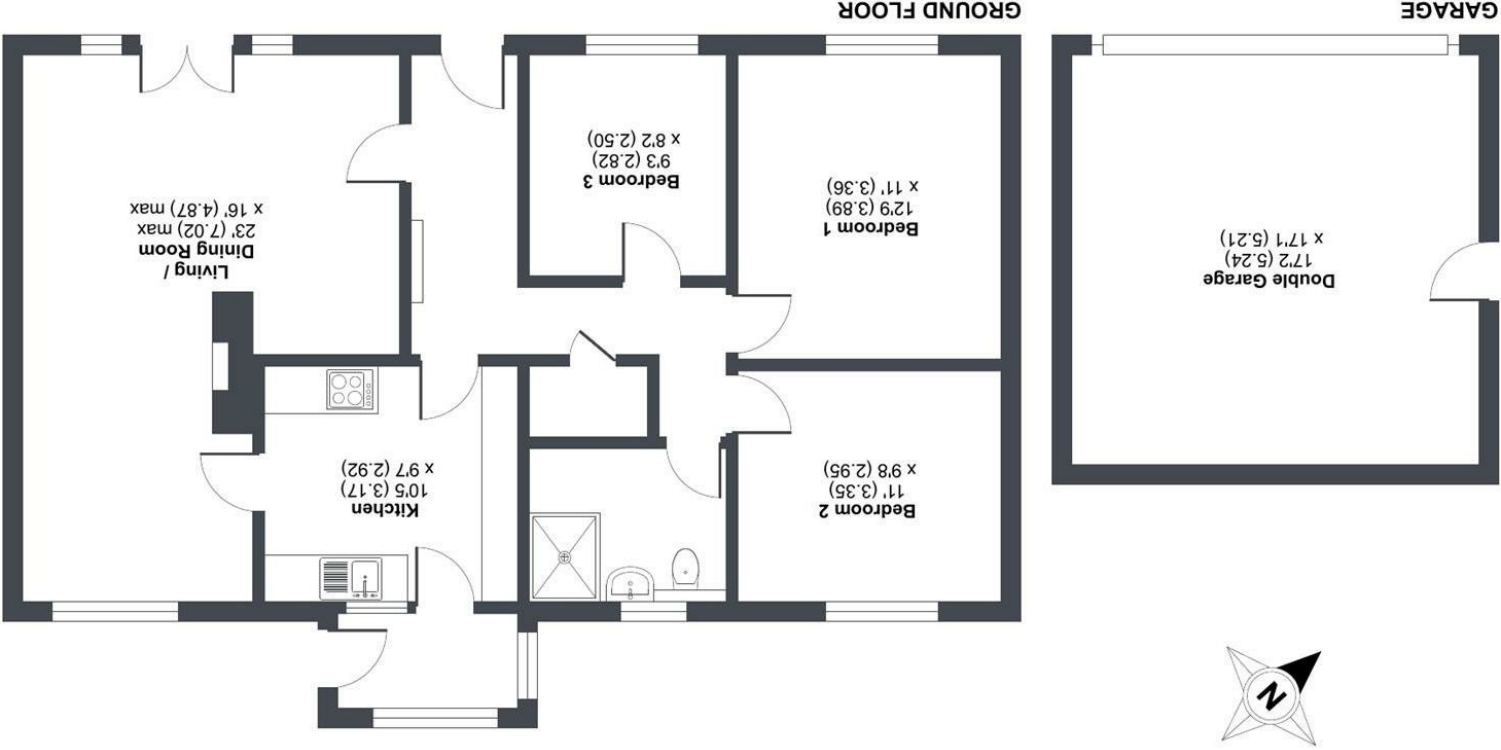 N
Double Garage
17'2 (5.24)
x 17'1 (5.21)
GARAGE
Bedroom 2
11' (3.35)
x 9'8 (2.95)
Kitchen
10'5 (3.17)
x 9'7 (2.92)
Living /
Dining Room
23' (7.02) max
x 16' (4.87) max
Bedroom 1
12'9 (3.89)
x 11' (3.36)
Bedroom 3
9'3 (2.82)
x 8'2 (2.50)
GROUND FLOOR